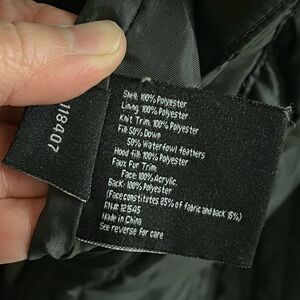 Shell: 100% Polyester
Lining: 100% Polyester
Knit Trim: 100% Polyester
Fill: 50% Down
50% Waterfowl feathers
Hood fill: 100% Polyester
Faux Fur Trim:
Face: 100% Acrylic.
Back: 100% Polyester
(Face constitutes 85% of fabric and back 15%)
RN#: 121545
Made in China
See reverse for care
118407